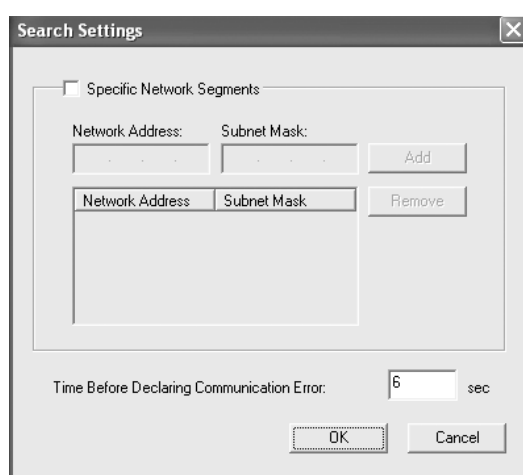 Search Settings
Specific Network Segments
Network Address: Subnet Mask:
Add
Network Address Subnet Mask
Remove
Time Before Declaring Communication Error: 6 sec
OK Cancel